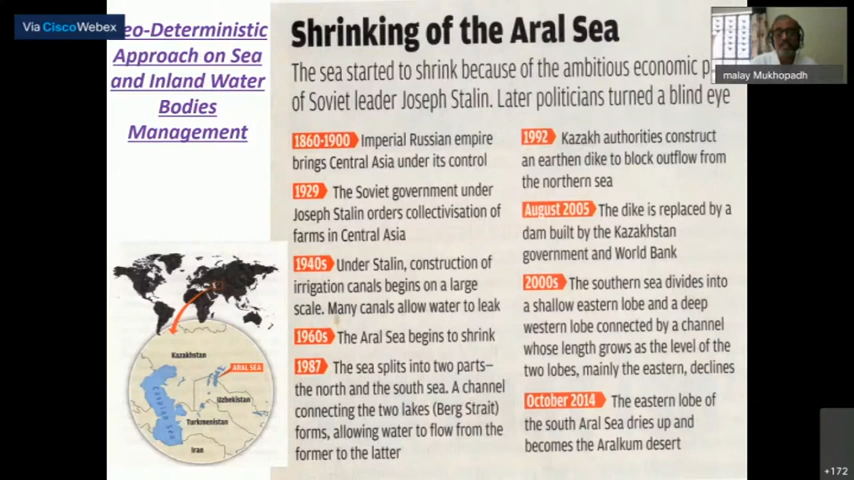 Via CiscoWebex
eo-Deterministic
Approach on Sea
and Inland Water
Bodies
Management
Shrinking of the Aral Sea
The sea started to shrink because of the ambitious economic p
of Soviet leader Joseph Stalin. Later politicians turned a blind eye
1860-1900 Imperial Russian empire
brings Central Asia under its control
1929 The Soviet government under
Joseph Stalin orders collectivisation of
farms in Central Asia
1940s Under Stalin, construction of
irrigation canals begins on a large
scale. Many canals allow water to leak
1960s The Aral Sea begins to shrink
1987 The sea splits into two parts—
the north and the south sea. A channel
connecting the two lakes (Berg Strait)
forms, allowing water to flow from the
former to the latter
1992 Kazakh authorities construct
an earthen dike to block outflow from
the northern sea
August 2005 The dike is replaced by a
dam built by the Kazakhstan
government and World Bank
2000s The southern sea divides into
a shallow eastern lobe and a deep
western lobe connected by a channel
whose length grows as the level of the
two lobes, mainly the eastern, declines
October 2014 The eastern lobe of
the south Aral Sea dries up and
becomes the Aralkum desert
Kazakhstan
ARAL SEA
Caspian Sea
Uzbekistan
Turkmenistan
Iran
malay Mukhopadh
+172